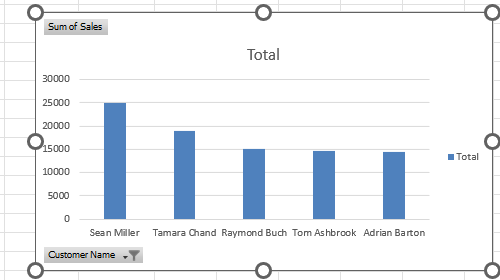 Sum of Sales
Total
30000
25000
20000
15000
10000
5000
0
Sean Miller Tamara Chand Raymond Buch Tom Ashbrook Adrian Barton
Total
Customer Name